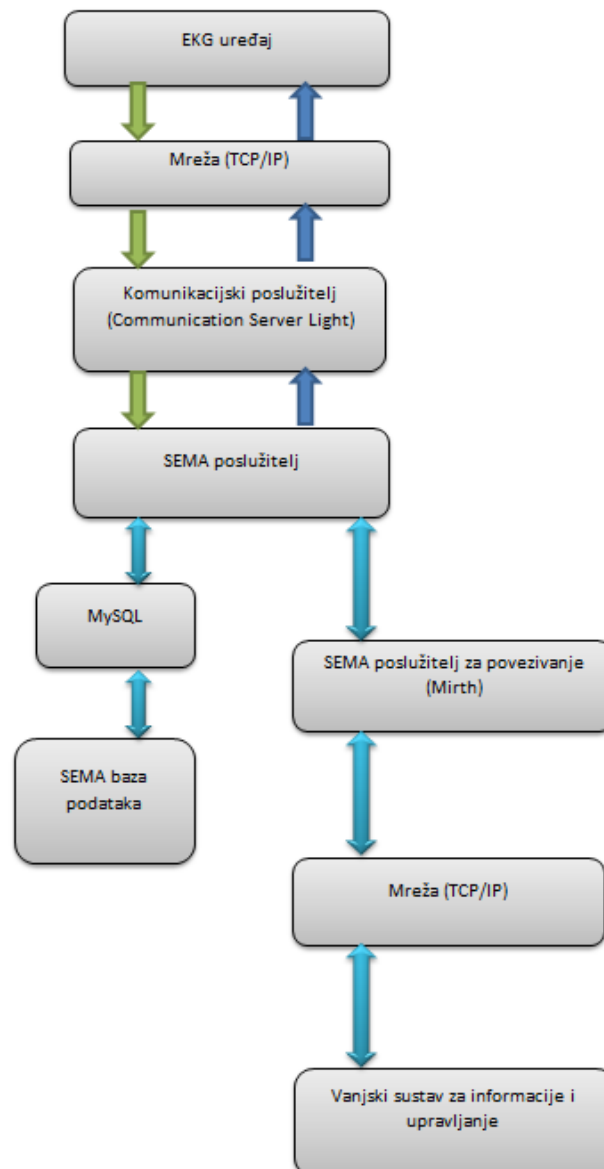 EKG uređaj
Mreža (TCP/IP)
Komunikacijski poslužitelj
(Communication Server Light)
SEMA poslužitelj
MySQL
SEMA baza
podataka
SEMA poslužitelj za povezivanje
(Mirth)
Mreža (TCP/IP)
Vanjski sustav za informacije i
upravljanje